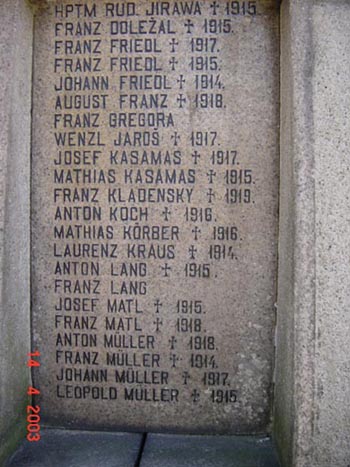 HPTM RUD. JIRAWA ✝ 1915.
FRANZ DOLEŽAL ✝ 1915.
FRANZ FRIEDL ✝ 1917.
FRANZ FRIEDL ✝ 1915.
JOHANN FRIEDL ✝ 1914.
AUGUST FRANZ ✝ 1918.
FRANZ GREGORA
WENZL JAROŠ ✝ 1917.
JOSEF KASAMAS ✝ 1917.
MATHIAS KASAMAS ✝ 1915.
FRANZ KLADENSKY ✝ 1919.
ANTON KOCH ✝ 1916.
MATHIAS KÖRBER ✝ 1916.
LAURENZ KRAUS ✝ 1914.
ANTON LANG ✝ 1915.
FRANZ LANG
JOSEF MATL ✝ 1915.
FRANZ MATL ✝ 1918.
ANTON MÜLLER ✝ 1918.
FRANZ MÜLLER ✝ 1914.
JOHANN MÜLLER ✝ 1917.
LEOPOLD MÜLLER ✝ 1915.
14 4 2003